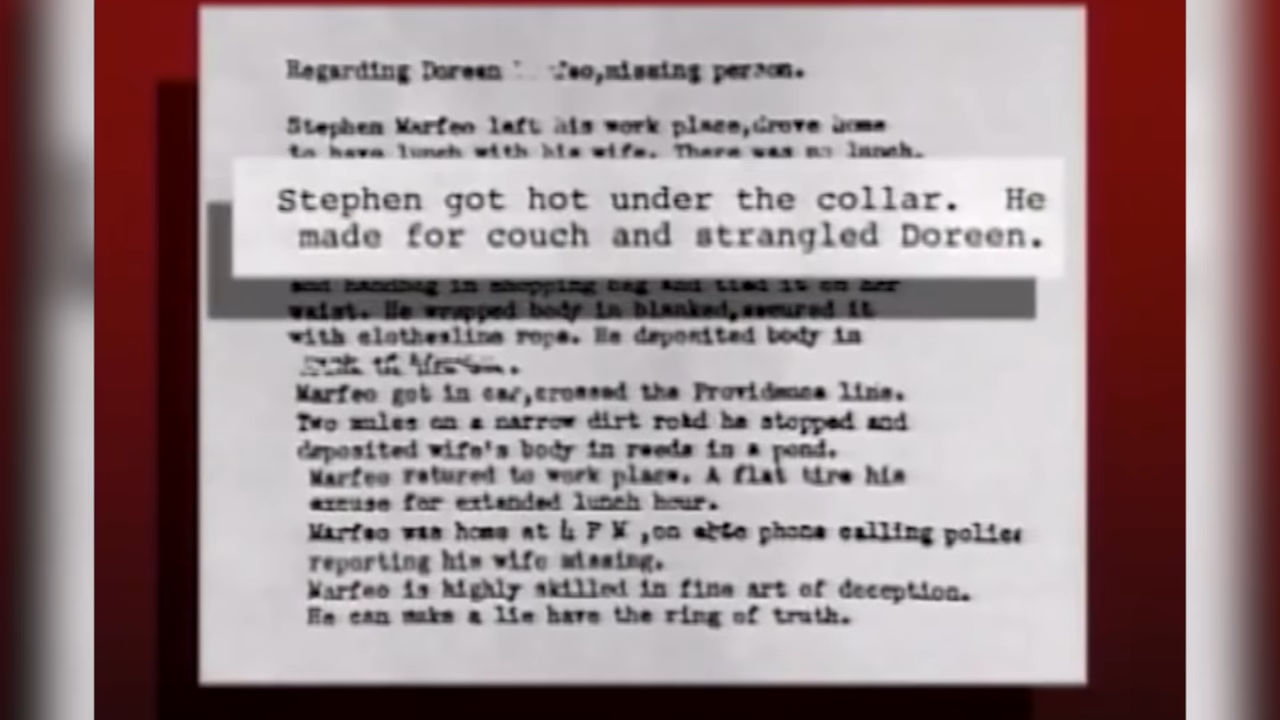 Regarding Doreen feo,missing person.
Stephen Marfeo left his work place,drove home
to have lunch with his wife. There was no lunch.
Stephen got hot under the collar. He
made for couch and strangled Doreen.
and handbag in shopping bag and tied it on her
waist. He wrapped body in blanked,secured it
with clothesline rope. He deposited body in
Marfeo got in car,crossed the Providence line.
Two miles on a narrow dirt road he stopped and
deposited wife's body in reeds in a pond.
Marfeo retured to work place. A flat tire his
excuse for extended lunch hour.
Marfeo was home at 4 P M ,on phone calling police
reporting his wife missing.
Marfeo is highly skilled in fine art of deception.
He can make a lie have the ring of truth.